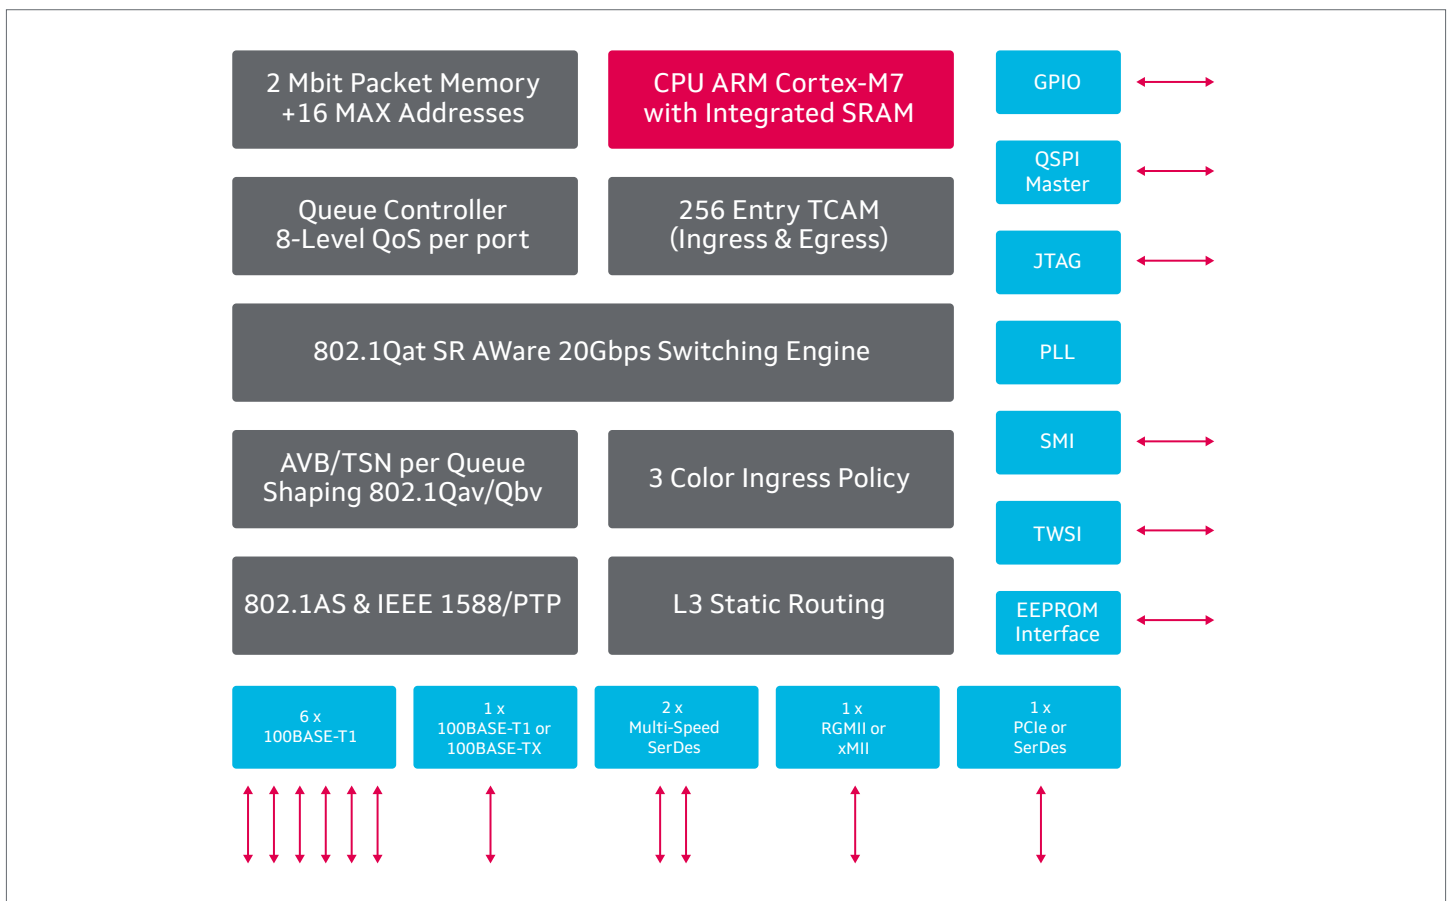 2 Mbit Packet Memory
+16 MAX Addresses
CPU ARM Cortex-M7
with Integrated SRAM
GPIO
QSPI
Master
Queue Controller
8-Level QoS per port
256 Entry TCAM
(Ingress & Egress)
JTAG
802.1Qat SR AWare 20Gbps Switching Engine
PLL
AVB/TSN per Queue
Shaping 802.1Qav/Qbv
3 Color Ingress Policy
SMI
TWSI
802.1AS & IEEE 1588/PTP
L3 Static Routing
EEPROM
Interface
6 x
100BASE-T1
1 x
100BASE-T1 or
100BASE-TX
2 x
Multi-Speed
SerDes
1 x
RGMII or
xMII
1 x
PCIe or
SerDes